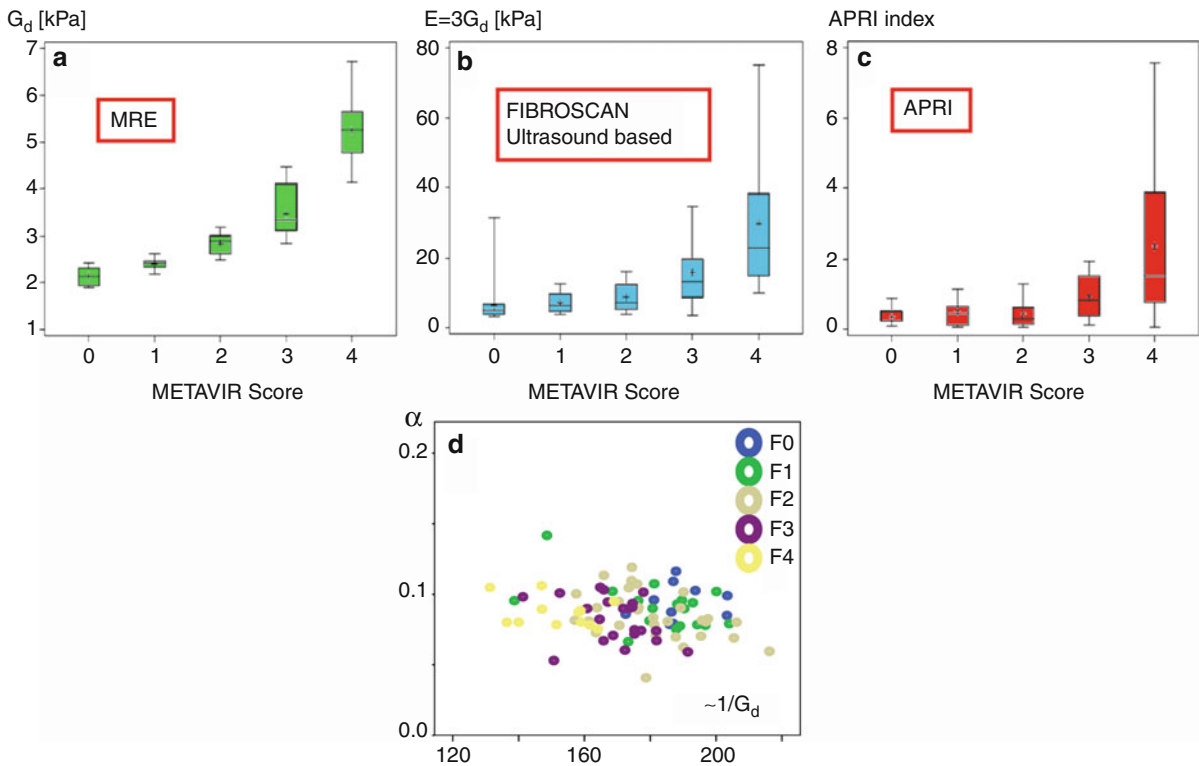 G_d [kPa]
a
MRE
7
6
5
4
3
2
1
0 1 2 3 4
METAVIR Score
E=3G_d [kPa]
b
FIBROSCAN
Ultrasound based
80
60
40
20
0
0 1 2 3 4
METAVIR Score
APRI index
c
APRI
8
6
4
2
0
0 1 2 3 4
METAVIR Score
α
d
F0
F1
F2
F3
F4
0.2
0.1
0.0
~1/G_d
120 160 200